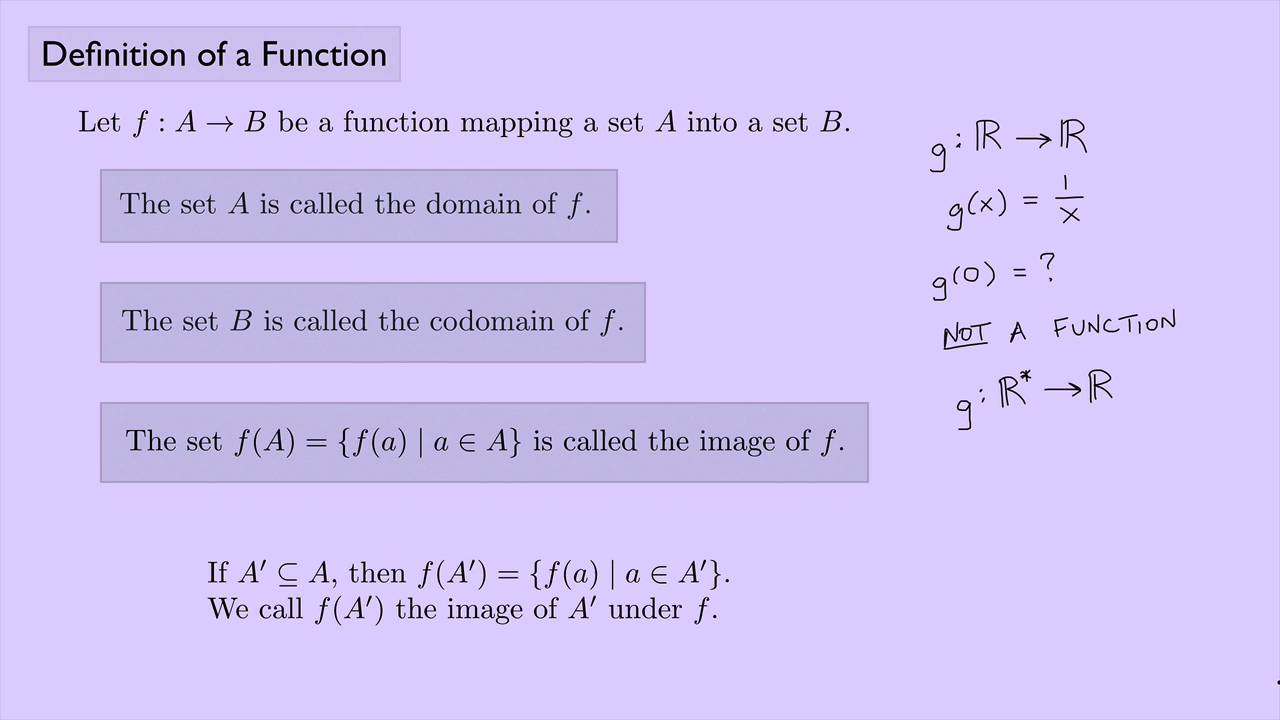 Definition of a Function
Let f : A → B be a function mapping a set A into a set B.
The set A is called the domain of f.
The set B is called the codomain of f.
The set f(A) = {f(a) | a ∈ A} is called the image of f.
If A′ ⊆ A, then f(A′) = {f(a) | a ∈ A′}.
We call f(A′) the image of A′ under f.
g : ℝ → ℝ
g(x) = 1/x
g(0) = ?
NOT A FUNCTION
g : ℝ* → ℝ